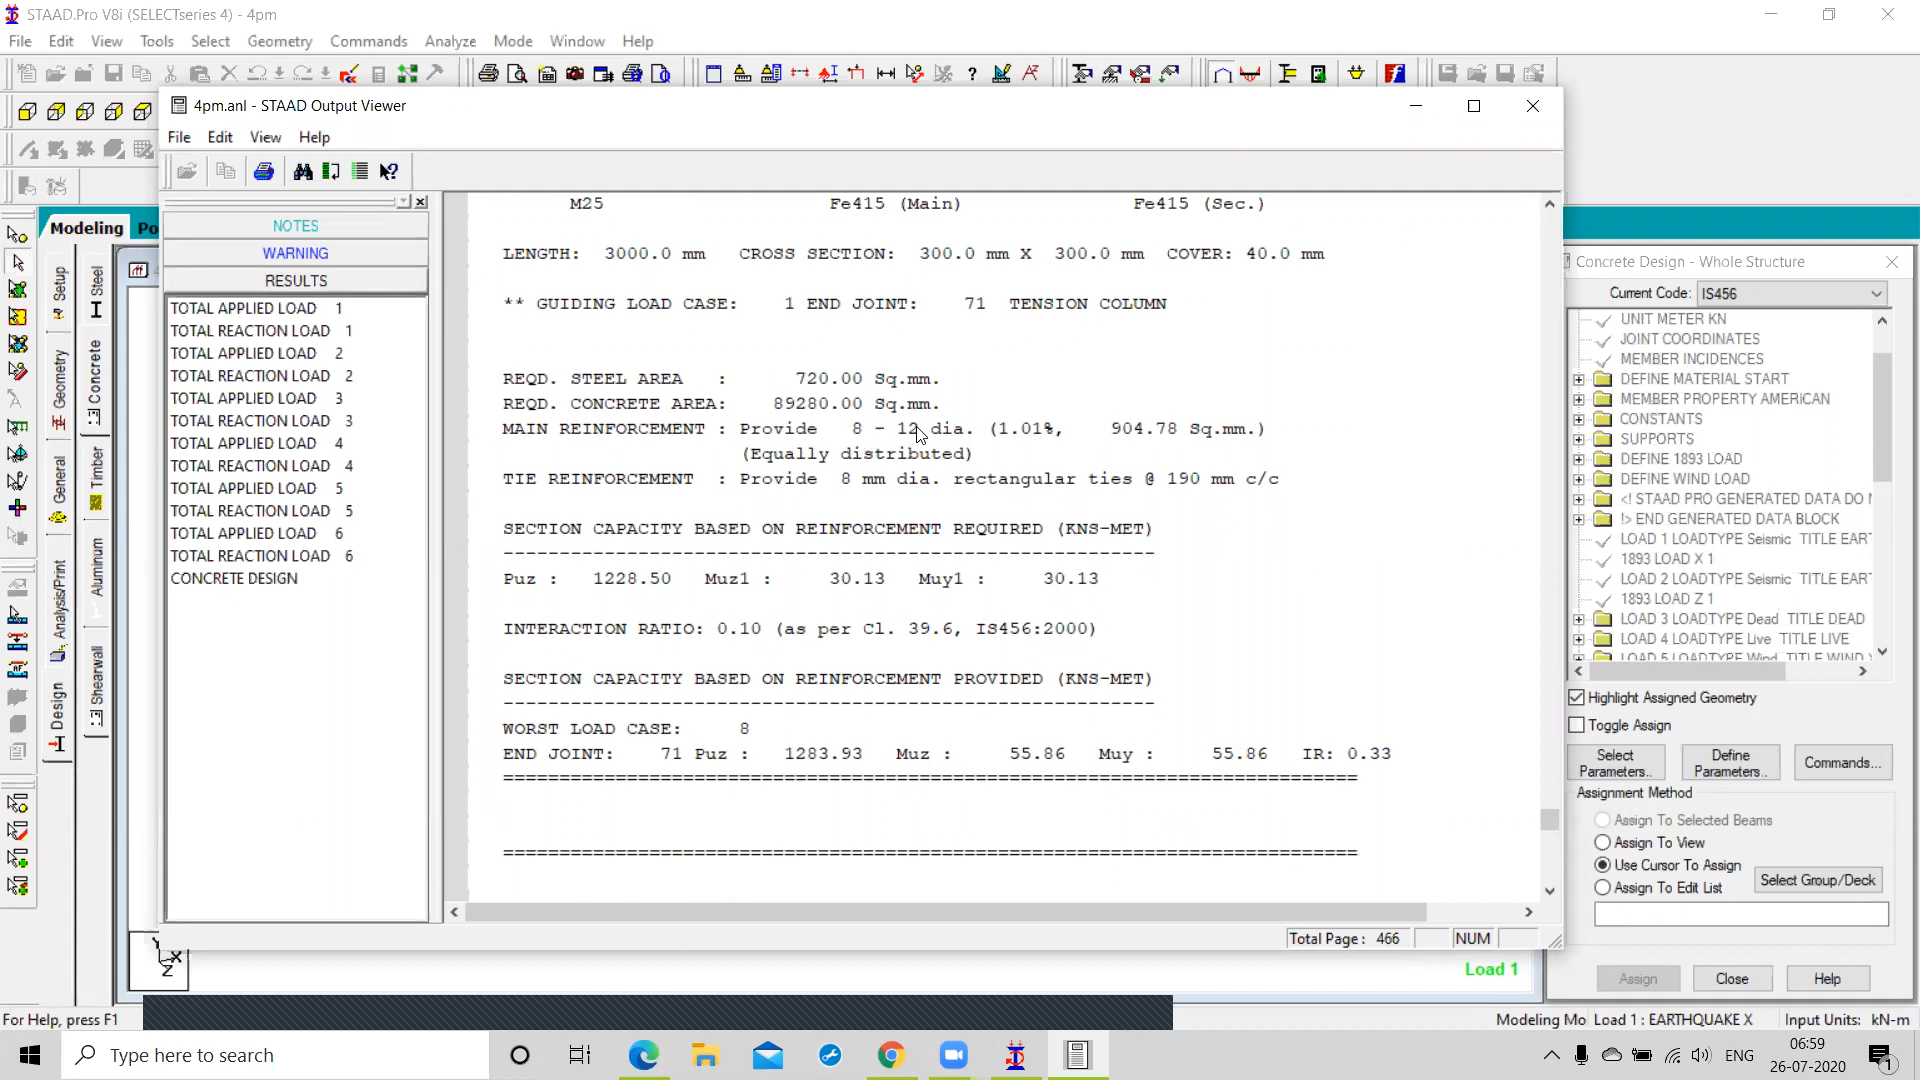 STAAD.Pro V8i (SELECTseries 4) - 4pm
File Edit View Tools Select Geometry Commands Analyze Mode Window Help
4pm.anl - STAAD Output Viewer
File Edit View Help
Modeling Po
Setup
Geometry
General
Analysis/Print
Design
Steel
Concrete
Timber
Aluminum
Shearwall
NOTES
WARNING
RESULTS
TOTAL APPLIED LOAD 1
TOTAL REACTION LOAD 1
TOTAL APPLIED LOAD 2
TOTAL REACTION LOAD 2
TOTAL APPLIED LOAD 3
TOTAL REACTION LOAD 3
TOTAL APPLIED LOAD 4
TOTAL REACTION LOAD 4
TOTAL APPLIED LOAD 5
TOTAL REACTION LOAD 5
TOTAL APPLIED LOAD 6
TOTAL REACTION LOAD 6
CONCRETE DESIGN
M25 Fe415 (Main) Fe415 (Sec.)
LENGTH: 3000.0 mm CROSS SECTION: 300.0 mm X 300.0 mm COVER: 40.0 mm
** GUIDING LOAD CASE: 1 END JOINT: 71 TENSION COLUMN
REQD. STEEL AREA : 720.00 Sq.mm.
REQD. CONCRETE AREA: 89280.00 Sq.mm.
MAIN REINFORCEMENT : Provide 8 - 12 dia. (1.01%, 904.78 Sq.mm.)
(Equally distributed)
TIE REINFORCEMENT : Provide 8 mm dia. rectangular ties @ 190 mm c/c
SECTION CAPACITY BASED ON REINFORCEMENT REQUIRED (KNS-MET)
Puz : 1228.50 Muz1 : 30.13 Muy1 : 30.13
INTERACTION RATIO: 0.10 (as per Cl. 39.6, IS456:2000)
SECTION CAPACITY BASED ON REINFORCEMENT PROVIDED (KNS-MET)
WORST LOAD CASE: 8
END JOINT: 71 Puz : 1283.93 Muz : 55.86 Muy : 55.86 IR: 0.33
Total Page : 466 NUM
Load 1
Y
X
Z
Concrete Design - Whole Structure
Current Code: IS456
UNIT METER KN
JOINT COORDINATES
MEMBER INCIDENCES
DEFINE MATERIAL START
MEMBER PROPERTY AMERICAN
CONSTANTS
SUPPORTS
DEFINE 1893 LOAD
DEFINE WIND LOAD
<! STAAD PRO GENERATED DATA DO
!> END GENERATED DATA BLOCK
LOAD 1 LOADTYPE Seismic TITLE EAR
1893 LOAD X 1
LOAD 2 LOADTYPE Seismic TITLE EAR
1893 LOAD Z 1
LOAD 3 LOADTYPE Dead TITLE DEAD
LOAD 4 LOADTYPE Live TITLE LIVE
LOAD 5 LOADTYPE Wind TITLE WIND
Highlight Assigned Geometry
Toggle Assign
Select Parameters..
Define Parameters..
Commands...
Assignment Method
Assign To Selected Beams
Assign To View
Use Cursor To Assign
Assign To Edit List
Select Group/Deck
Assign Close Help
For Help, press F1
Modeling Mo Load 1 : EARTHQUAKE X Input Units: kN-m
Type here to search
ENG
06:59
26-07-2020
1